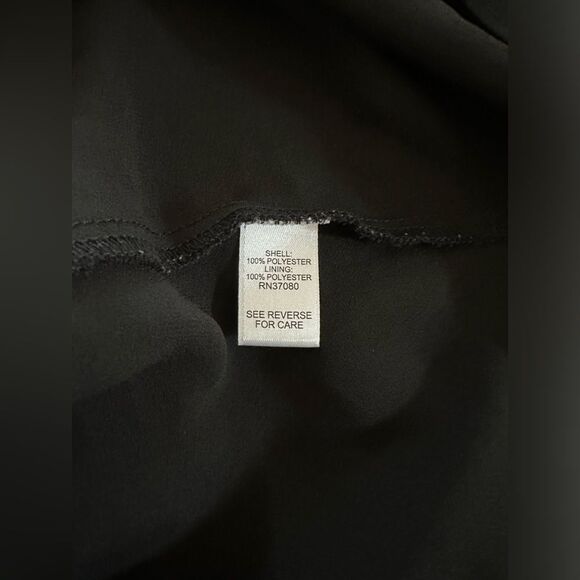 SHELL:
100% POLYESTER
LINING:
100% POLYESTER
RN37080
SEE REVERSE
FOR CARE